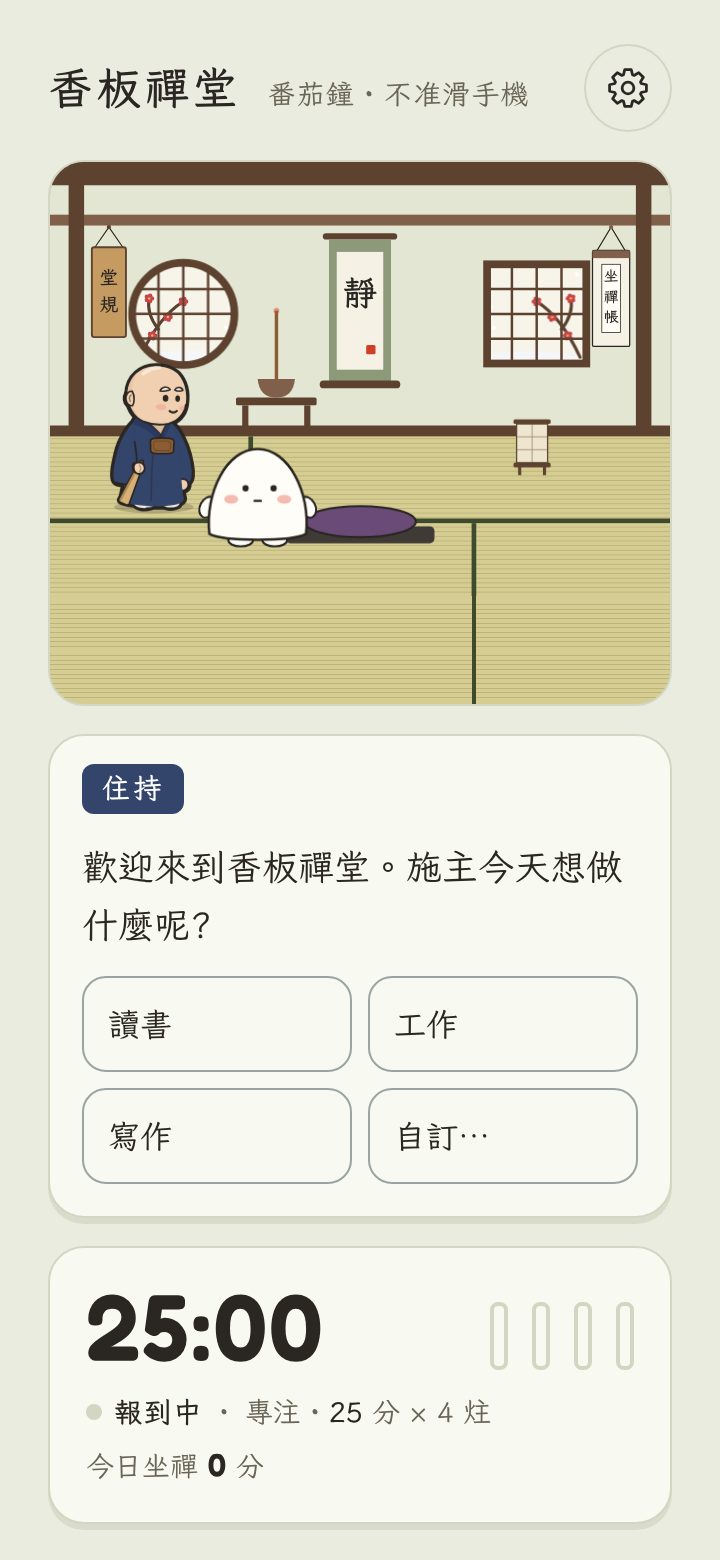 香板禪堂
番茄鐘・不准滑手機
堂規
靜
坐禪帳
住持
歡迎來到香板禪堂。施主今天想做
什麼呢?
讀書
工作
寫作
自訂…
25:00
報到中 · 專注・25 分 × 4 炷
今日坐禪 0 分